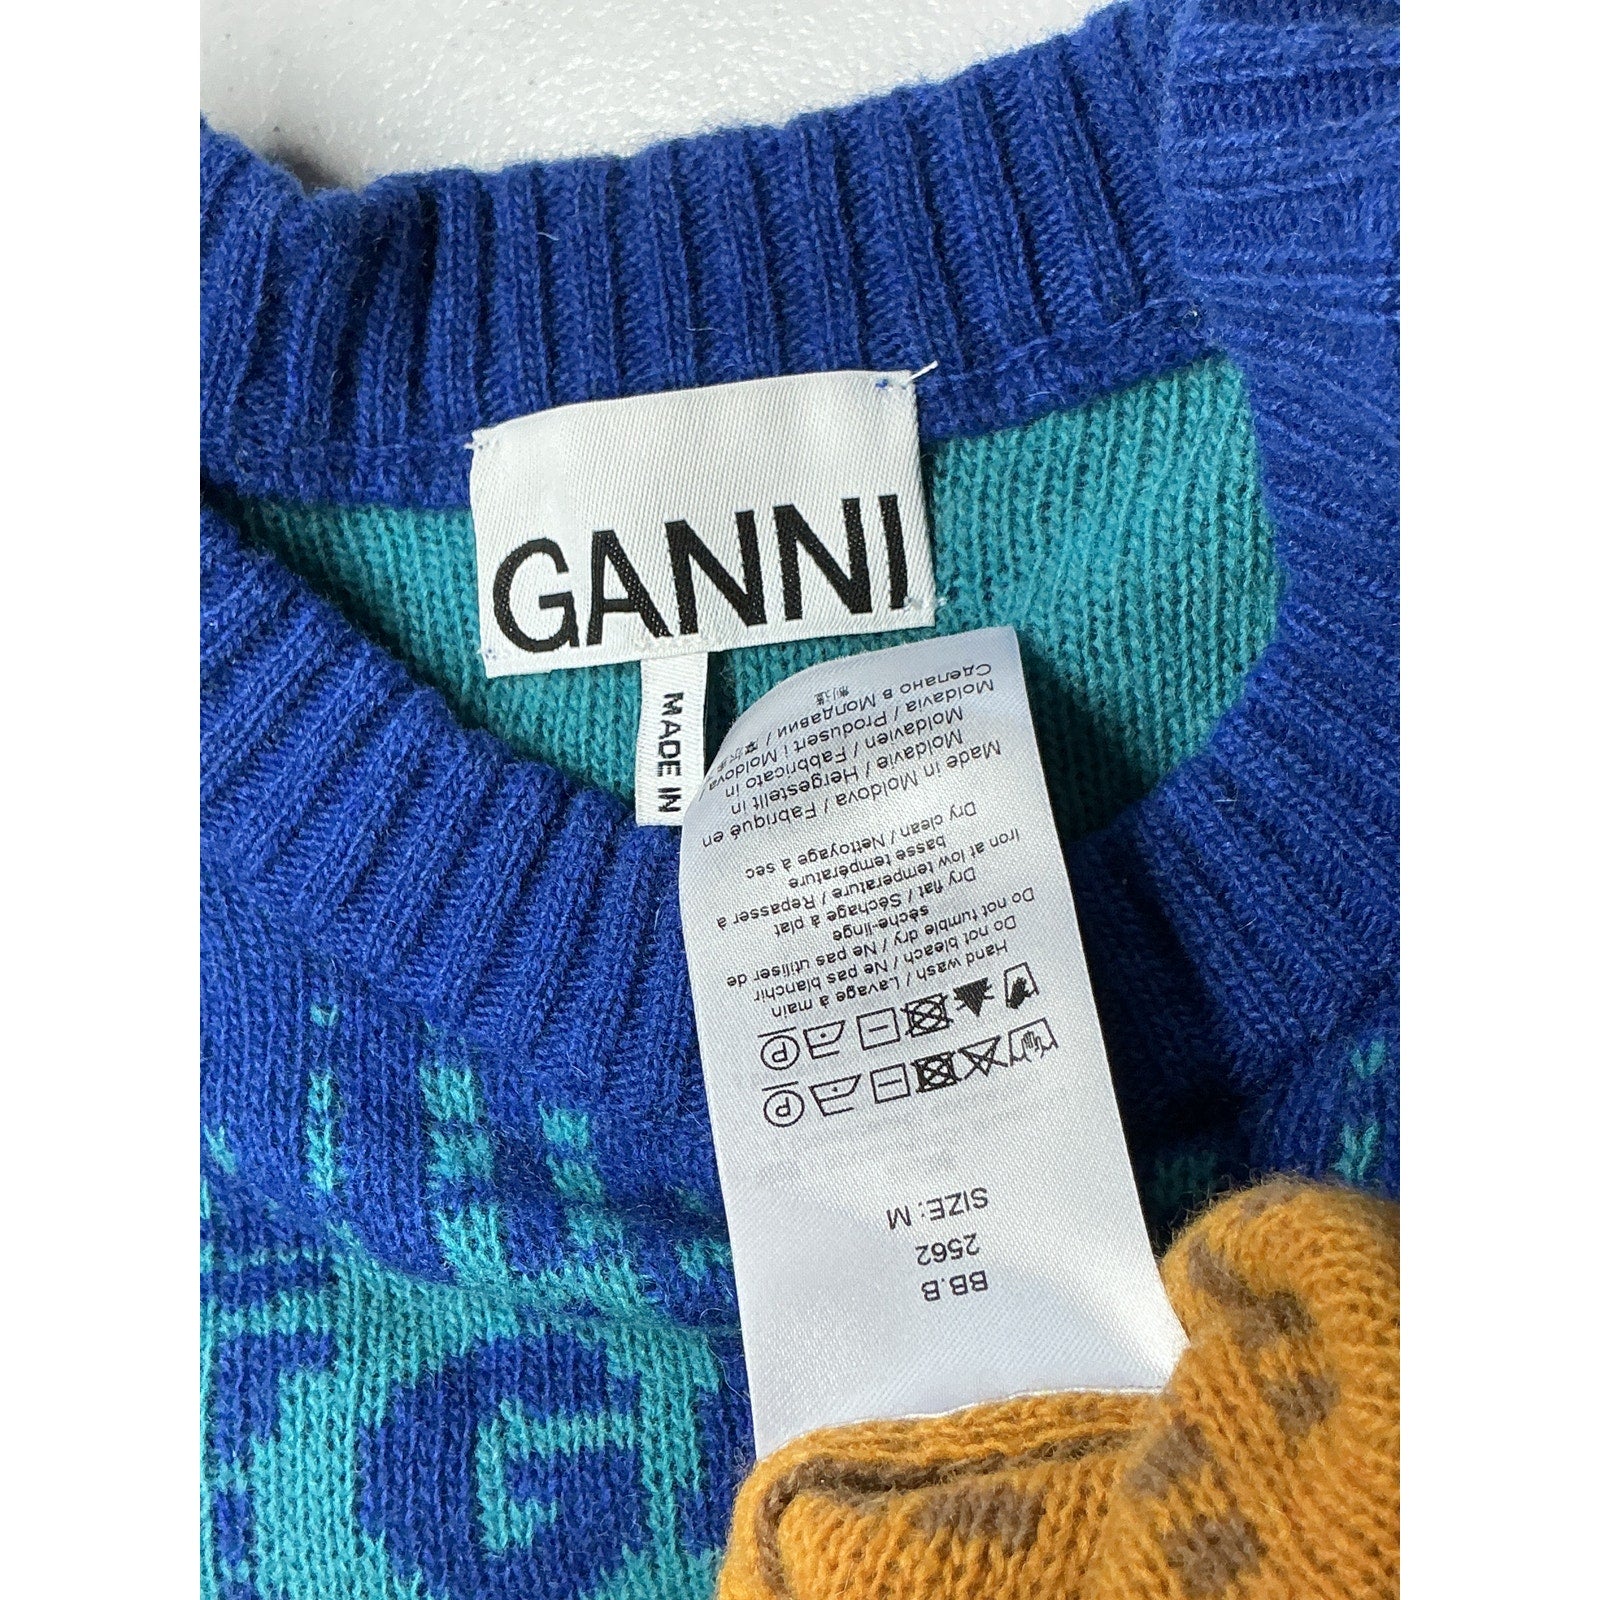 GANNI
MADE IN
BB.B
2562
SIZE: M
Hand wash / Lavage à main
Do not bleach / Ne pas blanchir
Do not tumble dry / Ne pas utiliser de
sèche-linge
Dry flat / Séchage à plat
Iron at low temperature / Repasser à
basse température
Dry clean / Nettoyage à sec
Made in Moldova / Fabriqué en
Moldavie / Hergestellt in
Moldavien / Fabbricato in
Moldavia / Produsert i Moldova /
Сделано в Молдавии /